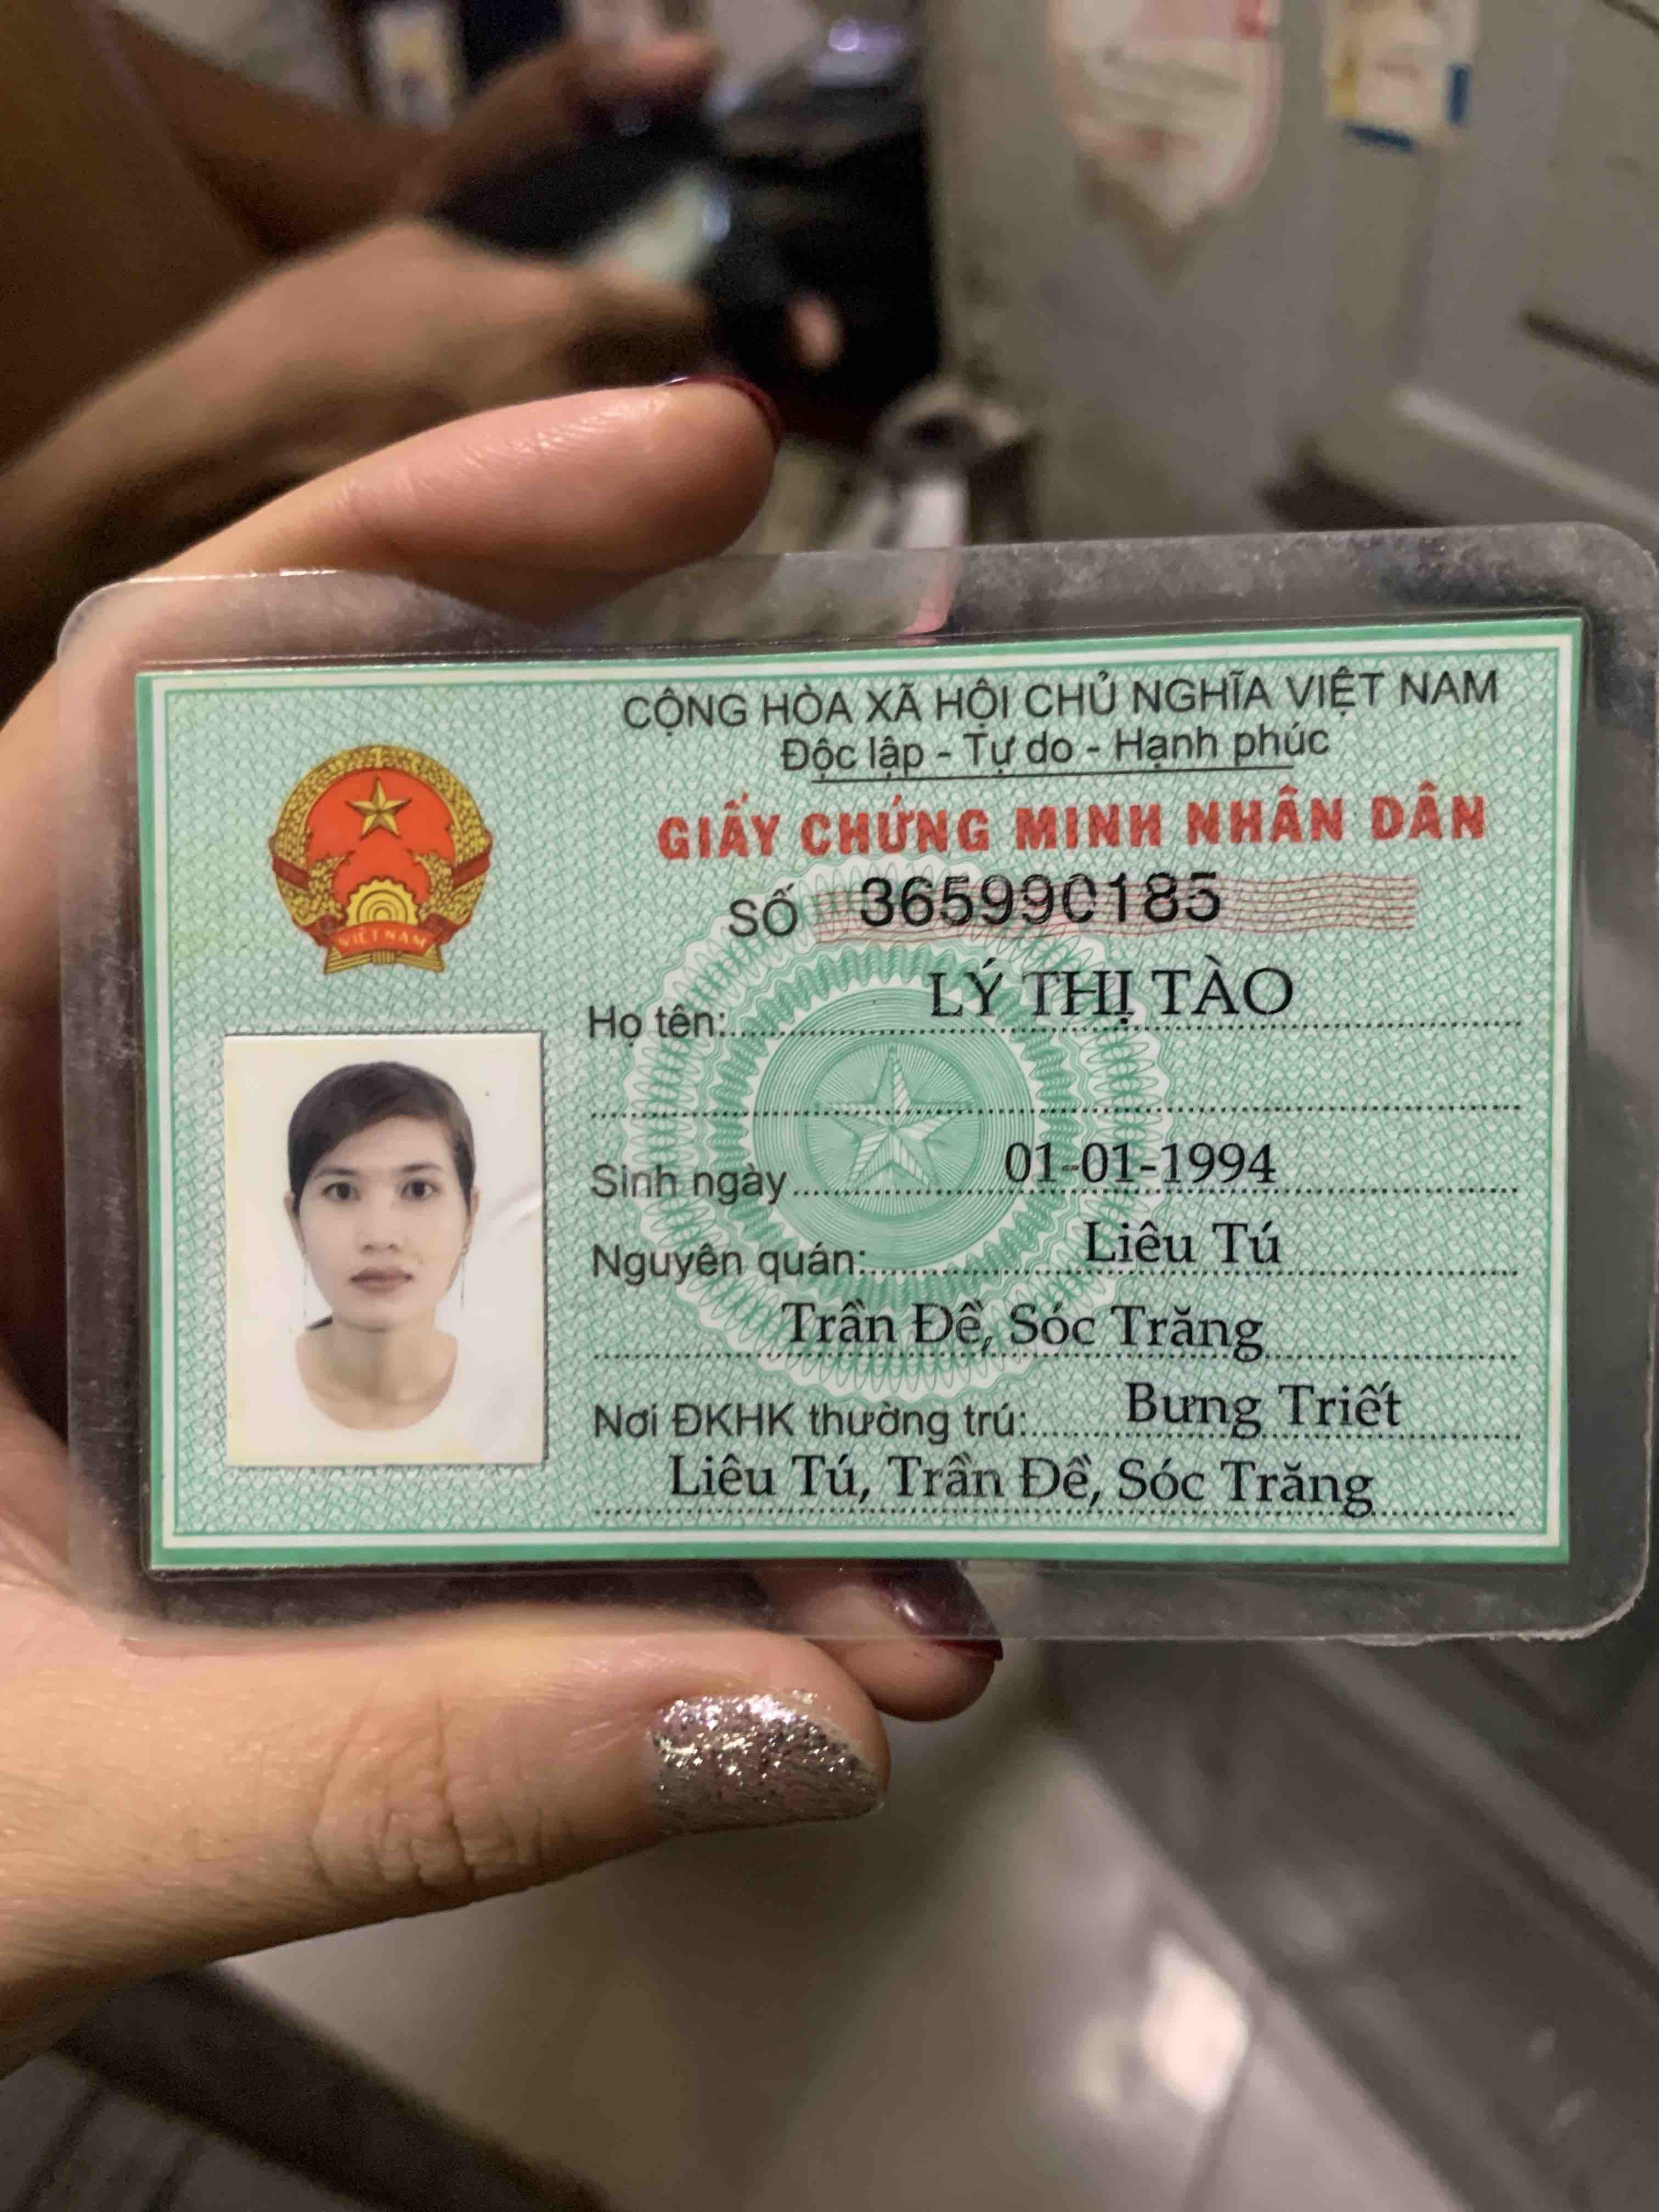 CỘNG HÒA XÃ HỘI CHỦ NGHĨA VIỆT NAM
Độc lập - Tự do - Hạnh phúc
GIẤY CHỨNG MINH NHÂN DÂN
SỐ 365990185
VIỆT NAM
Họ tên: LÝ THỊ TÀO
Sinh ngày 01-01-1994
Nguyên quán: Liêu Tú
Trần Đề, Sóc Trăng
Nơi ĐKHK thường trú: Bưng Triết
Liêu Tú, Trần Đề, Sóc Trăng